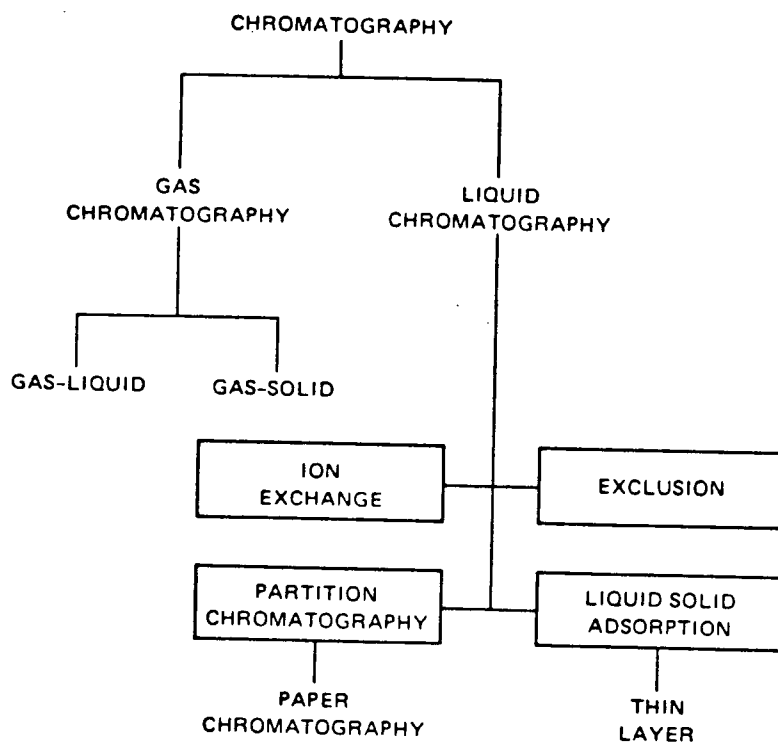 CHROMATOGRAPHY
GAS
CHROMATOGRAPHY
LIQUID
CHROMATOGRAPHY
GAS-LIQUID
GAS-SOLID
ION
EXCHANGE
EXCLUSION
PARTITION
CHROMATOGRAPHY
LIQUID SOLID
ADSORPTION
PAPER
CHROMATOGRAPHY
THIN
LAYER